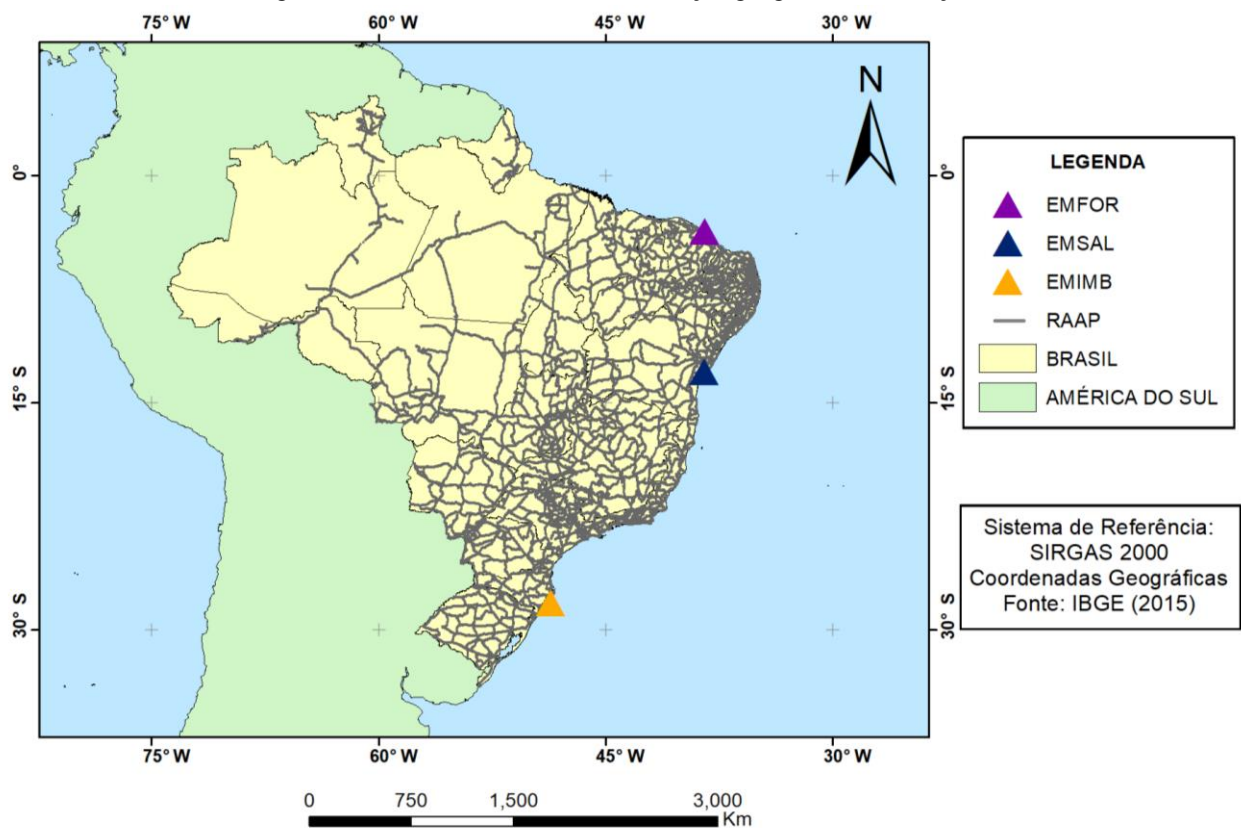 75° W 60° W 45° W 30° W
N
0° 0°
15° S 15° S
30° S 30° S
75° W 60° W 45° W 30° W
0 750 1,500 3,000
Km
LEGENDA
EMFOR
EMSAL
EMIMB
RAAP
BRASIL
AMÉRICA DO SUL
Sistema de Referência:
SIRGAS 2000
Coordenadas Geográficas
Fonte: IBGE (2015)